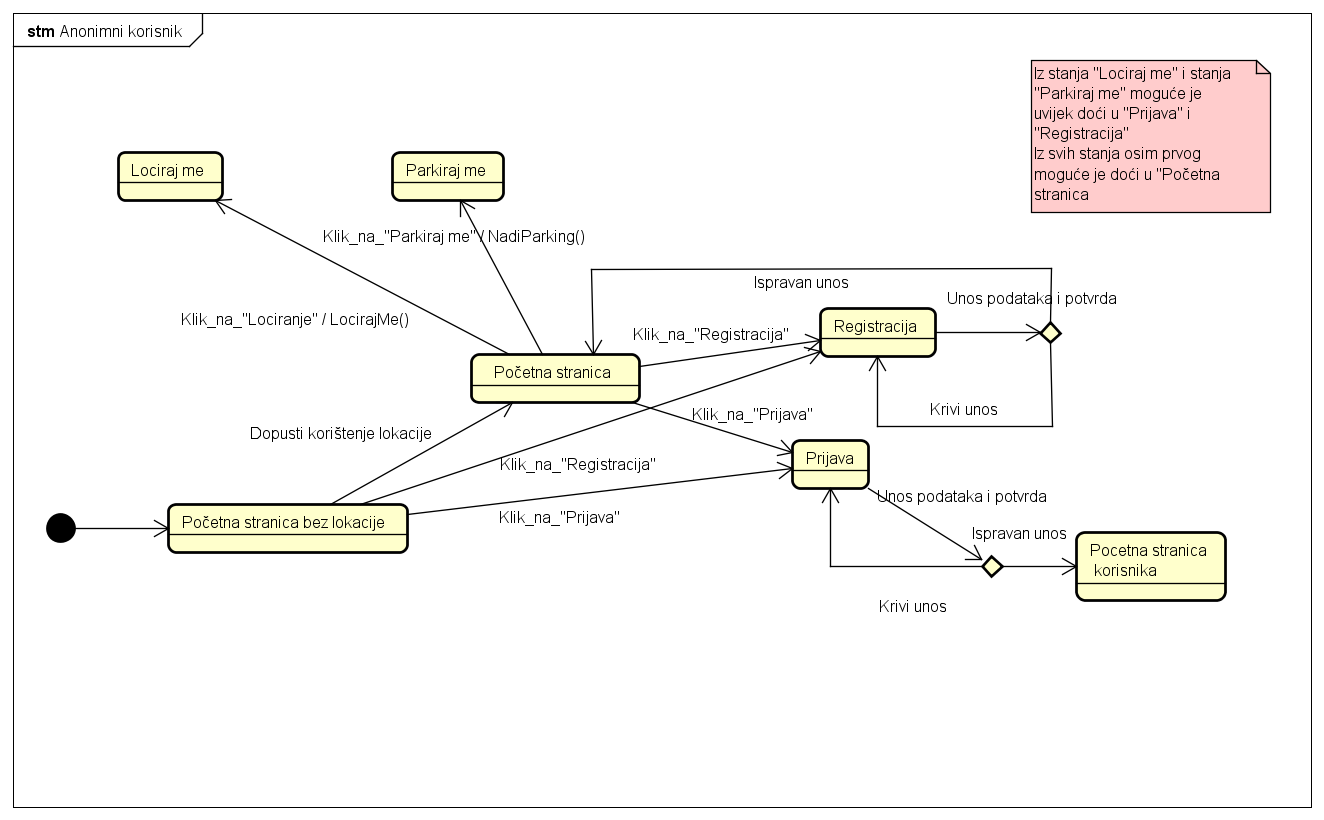 stm Anonimni korisnik
Iz stanja "Lociraj me" i stanja
"Parkiraj me" moguće je
uvijek doći u "Prijava" i
"Registracija"
Iz svih stanja osim prvog
moguće je doći u "Početna
stranica
Lociraj me
Parkiraj me
Klik_na_"Parkiraj me" / NadiParking()
Ispravan unos
Unos podataka i potvrda
Klik_na_"Lociranje" / LocirajMe()
Klik_na_"Registracija"
Registracija
Početna stranica
Krivi unos
Klik_na_"Prijava"
Dopusti korištenje lokacije
Klik_na_"Registracija"
Prijava
Unos podataka i potvrda
Klik_na_"Prijava"
Početna stranica bez lokacije
Ispravan unos
Pocetna stranica
korisnika
Krivi unos